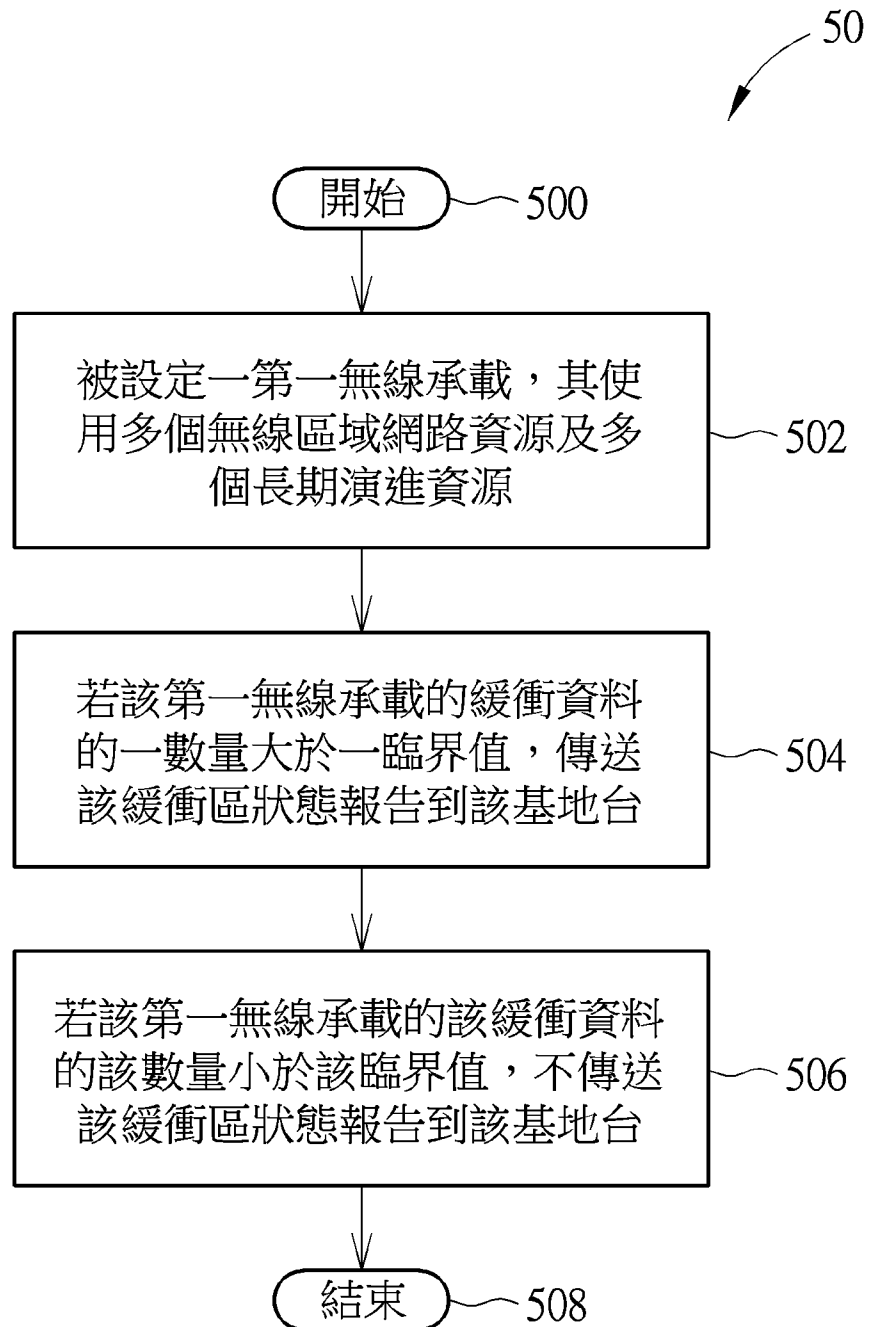 50
開始 500
被設定一第一無線承載，其使
用多個無線區域網路資源及多
個長期演進資源
502
若該第一無線承載的緩衝資料
的一數量大於一臨界值，傳送
該緩衝區狀態報告到該基地台
504
若該第一無線承載的該緩衝資料
的該數量小於該臨界值，不傳送
該緩衝區狀態報告到該基地台
506
結束 508